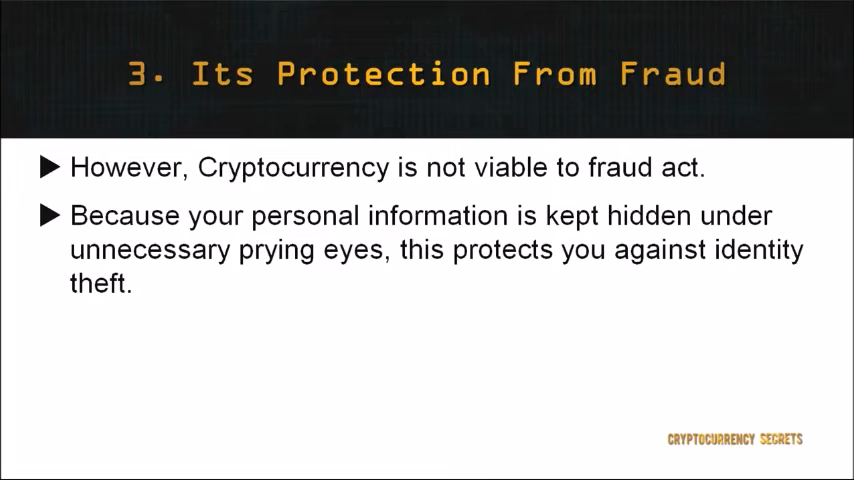 3. Its Protection From Fraud
▶ However, Cryptocurrency is not viable to fraud act.
▶ Because your personal information is kept hidden under
unnecessary prying eyes, this protects you against identity
theft.
CRYPTOCURRENCY SECRETS